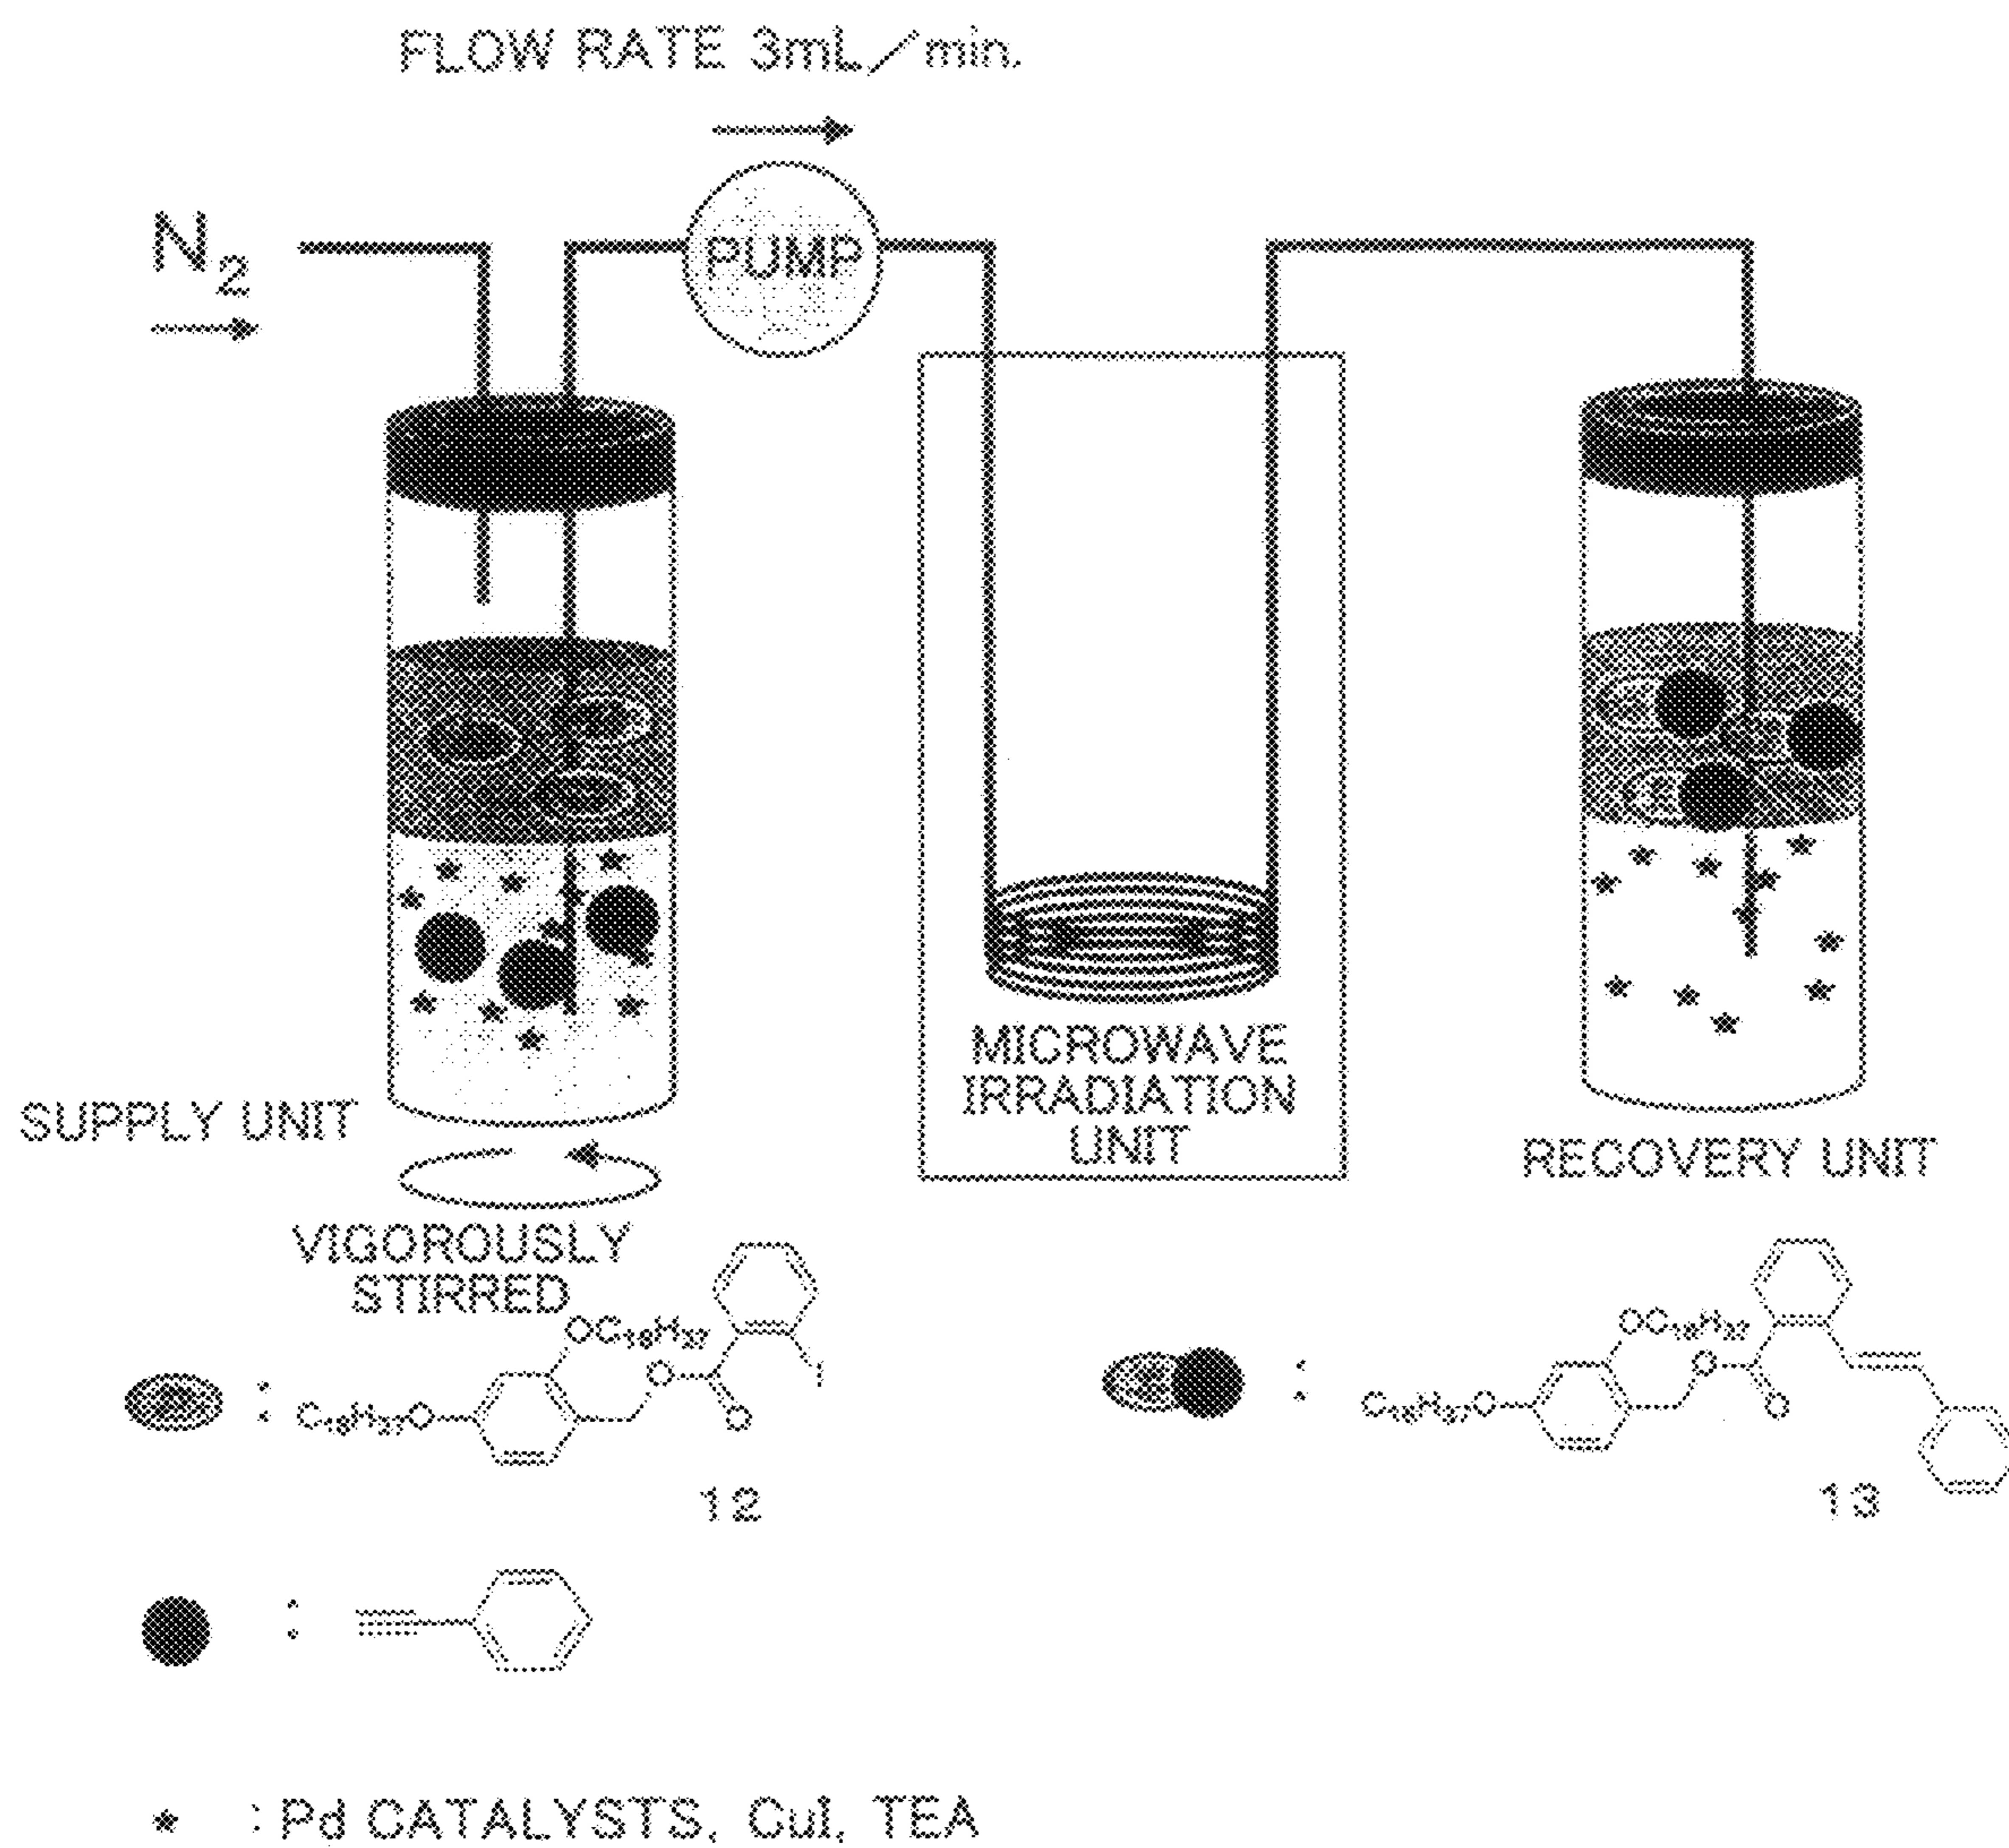 FLOW RATE 3mL/min.
N₂
PUMP
MICROWAVE
IRRADIATION
UNIT
SUPPLY UNIT
RECOVERY UNIT
VIGOROUSLY
STIRRED
OC₁₈H₃₇
O
I
: C₁₈H₃₇O
O
12
OC₁₈H₃₇
O
: C₁₈H₃₇O
O
13
:
: Pd CATALYSTS, CuI, TEA